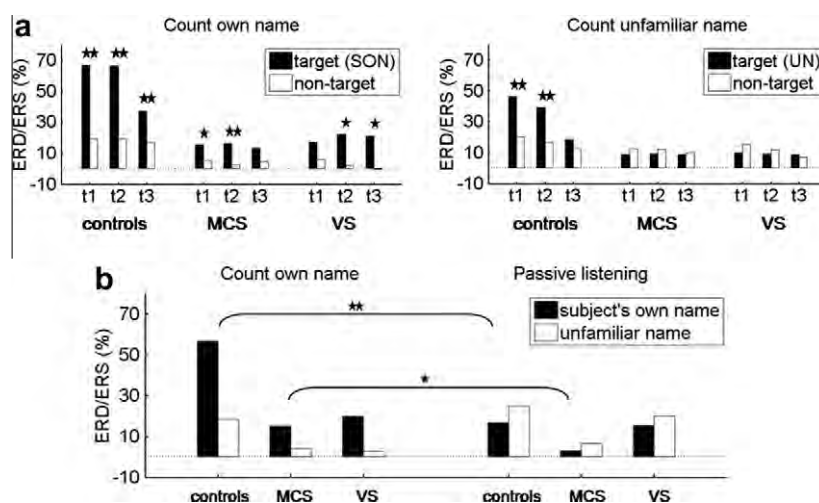 a
Count own name
ERD/ERS (%)
70
50
30
10
-10
target (SON)
non-target
★★ ★★ ★★ ★ ★★ ★ ★
t1 t2 t3 t1 t2 t3 t1 t2 t3
controls MCS VS
Count unfamiliar name
ERD/ERS (%)
70
50
30
10
-10
target (UN)
non-target
★★ ★★
t1 t2 t3 t1 t2 t3 t1 t2 t3
controls MCS VS
b
Count own name Passive listening
ERD/ERS (%)
70
50
30
10
-10
subject's own name
unfamiliar name
★★
★
controls MCS VS controls MCS VS